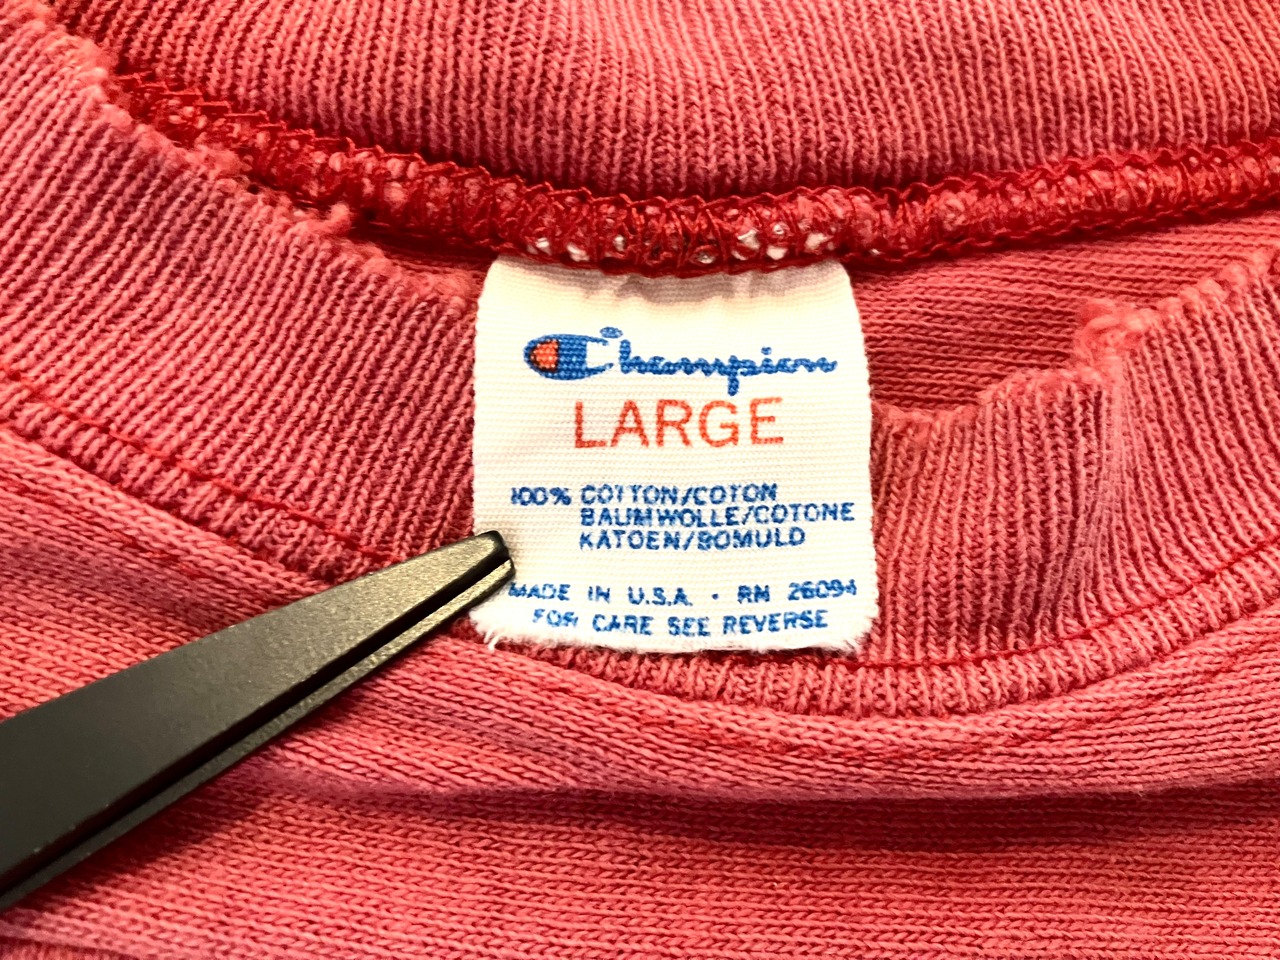 Champion
LARGE
100% COTTON/COTON
BAUMWOLLE/COTONE
KATOEN/BOMULD
MADE IN U.S.A. · RN 26094
FOR CARE SEE REVERSE